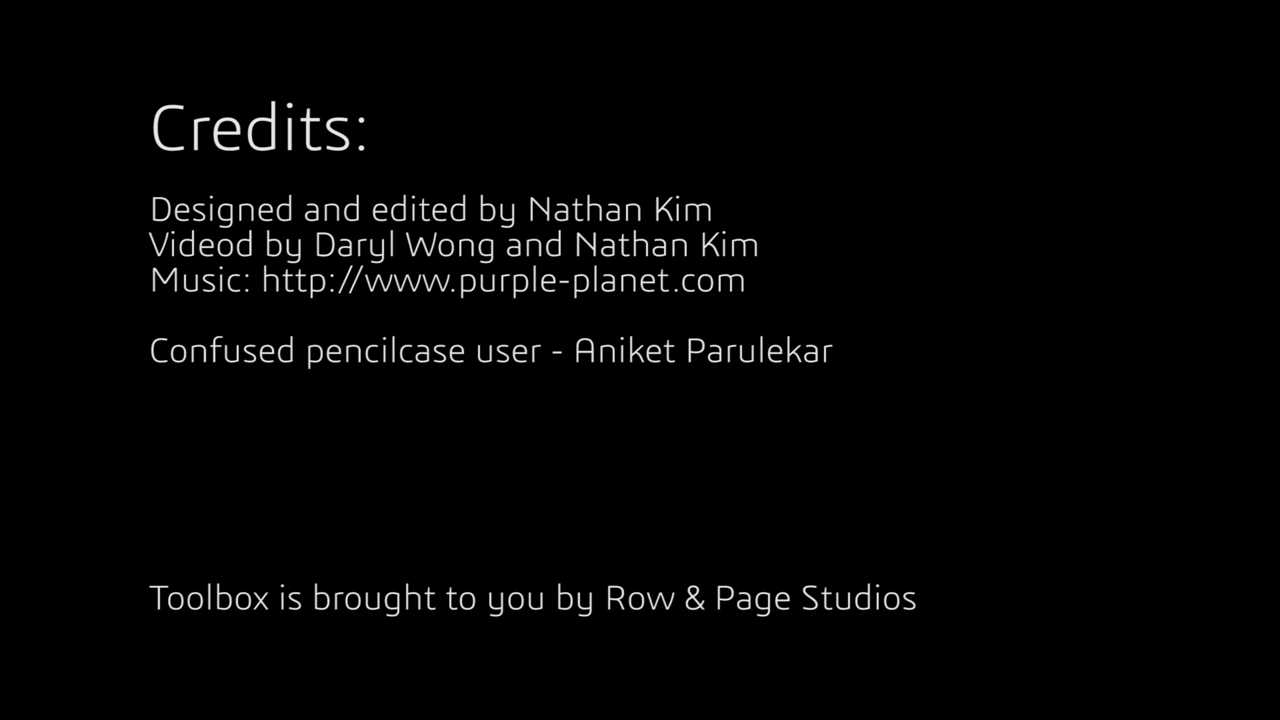 Credits:
Designed and edited by Nathan Kim
Videod by Daryl Wong and Nathan Kim
Music: http://www.purple-planet.com
Confused pencilcase user - Aniket Parulekar
Toolbox is brought to you by Row & Page Studios